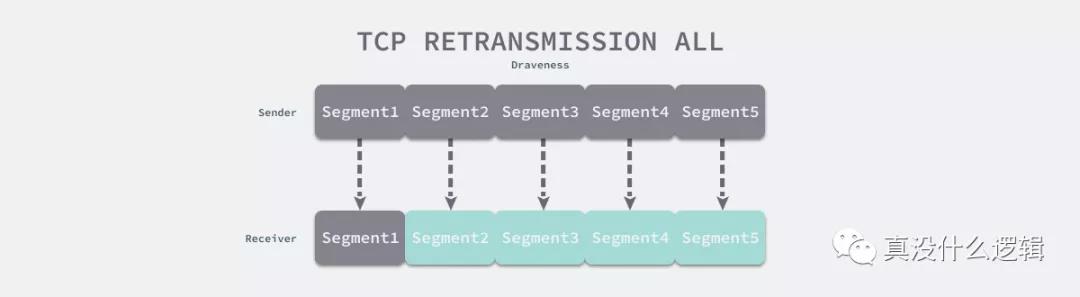 TCP RETRANSMISSION ALL
Draveness
Sender Segment1 Segment2 Segment3 Segment4 Segment5
Receiver Segment1 Segment2 Segment3 Segment4 Segment5
真没什么逻辑